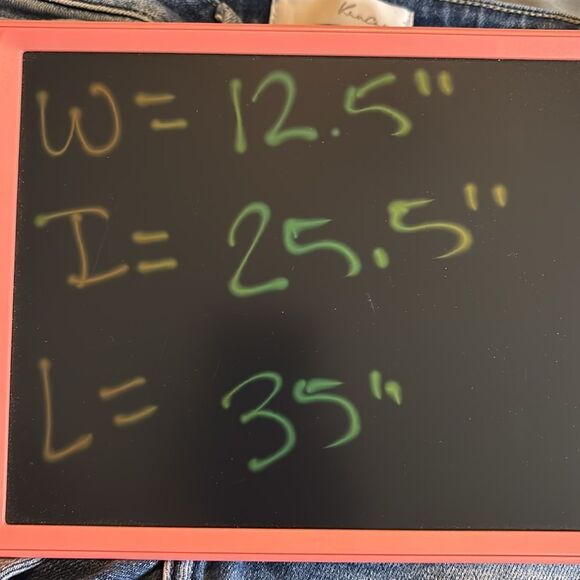 W = 12.5"
I = 25.5"
L = 35"